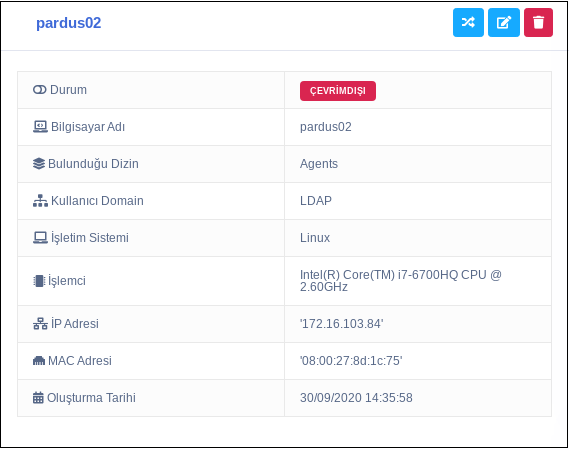 pardus02
Durum ÇEVRİMDIŞI
Bilgisayar Adı pardus02
Bulunduğu Dizin Agents
Kullanıcı Domain LDAP
İşletim Sistemi Linux
İşlemci Intel(R) Core(TM) i7-6700HQ CPU @
2.60GHz
İP Adresi '172.16.103.84'
MAC Adresi '08:00:27:8d:1c:75'
Oluşturma Tarihi 30/09/2020 14:35:58